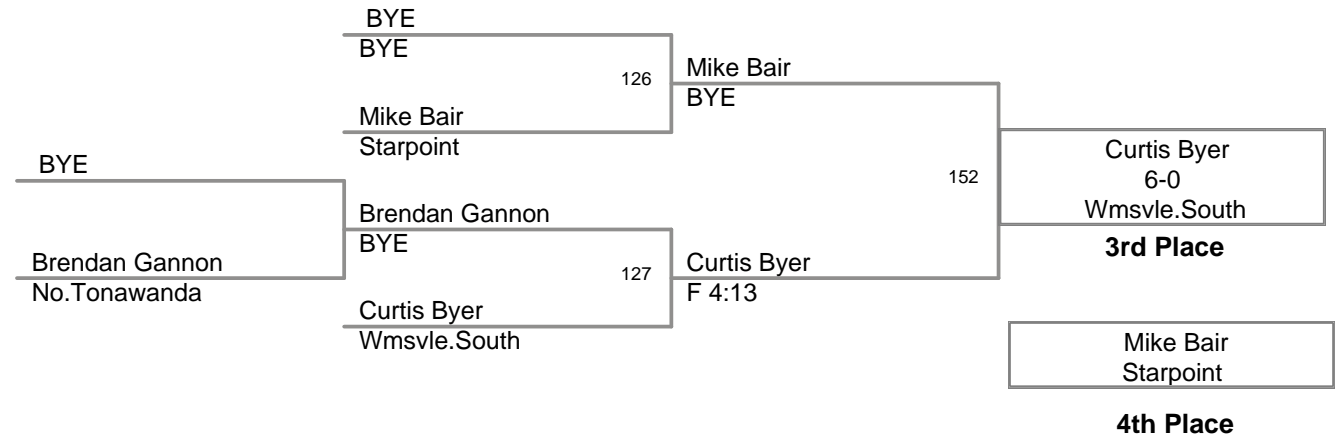 BYE
BYE
126
Mike Bair
BYE
Mike Bair
Starpoint
BYE
152
Curtis Byer
6-0
Wmsvle.South
3rd Place
Brendan Gannon
BYE
Brendan Gannon
No.Tonawanda
127
Curtis Byer
F 4:13
Curtis Byer
Wmsvle.South
Mike Bair
Starpoint
4th Place